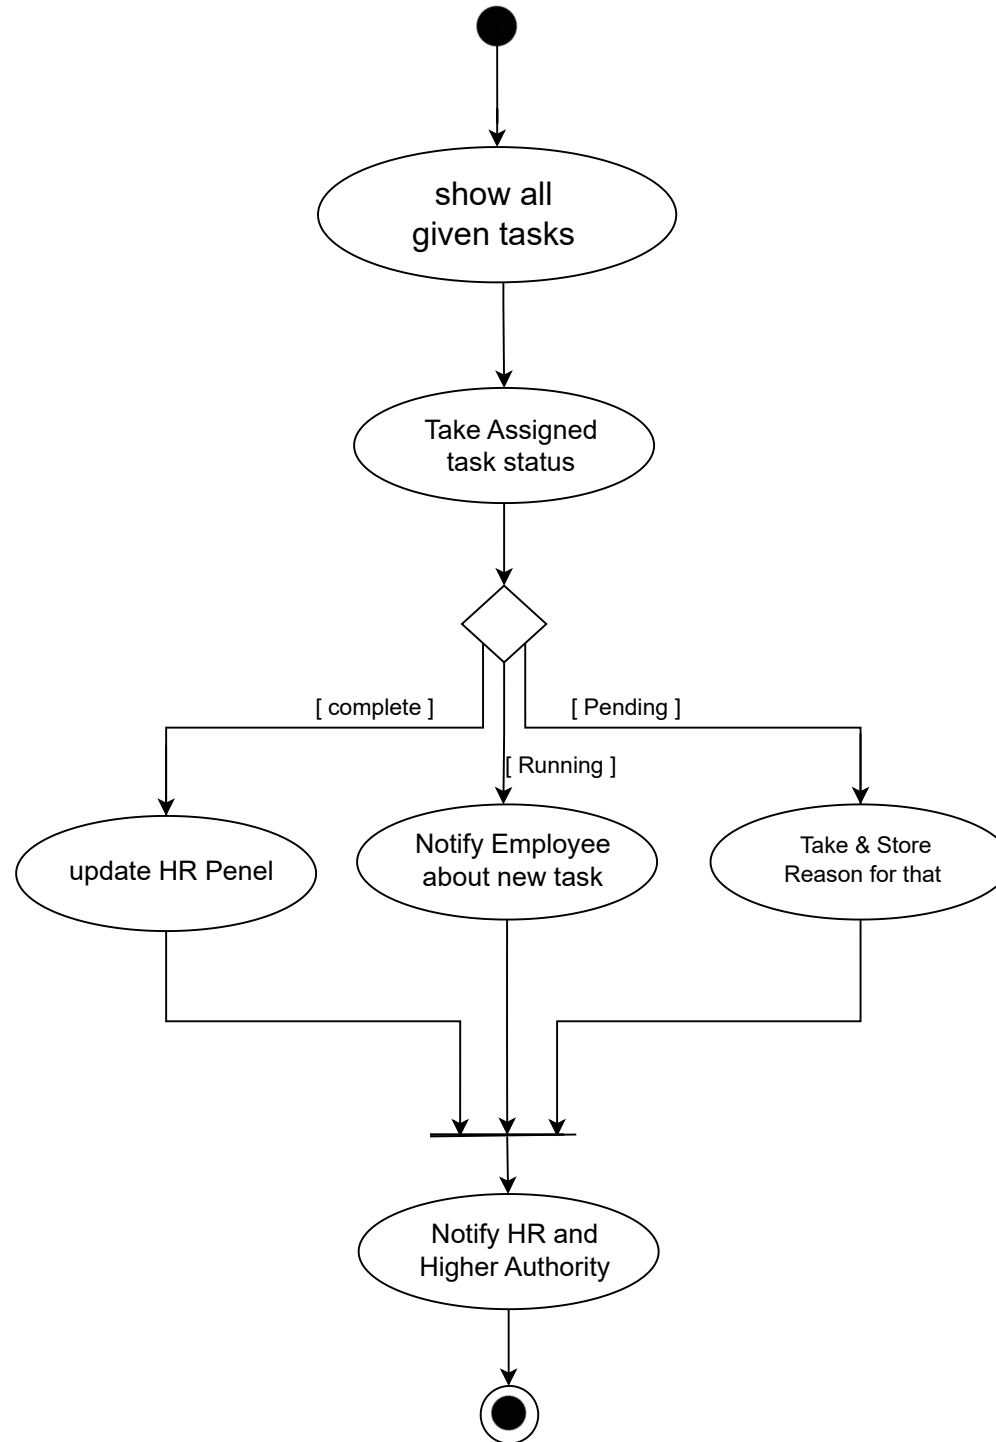 show all
given tasks
Take Assigned
task status
[ complete ]
[ Pending ]
[ Running ]
update HR Penel
Notify Employee
about new task
Take & Store
Reason for that
Notify HR and
Higher Authority